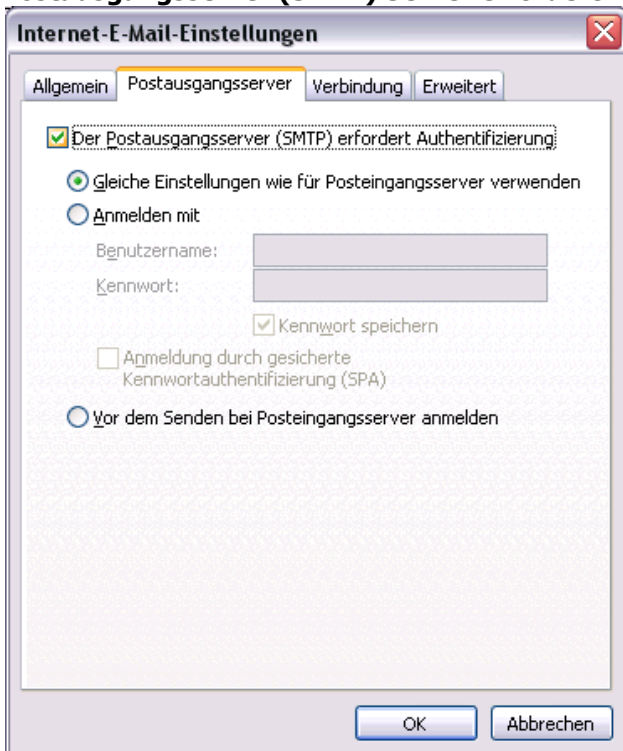 Internet-E-Mail-Einstellungen
Allgemein Postausgangsserver Verbindung Erweitert
Der Postausgangsserver (SMTP) erfordert Authentifizierung
Gleiche Einstellungen wie für Posteingangsserver verwenden
Anmelden mit
Benutzername:
Kennwort:
Kennwort speichern
Anmeldung durch gesicherte
Kennwortauthentifizierung (SPA)
Vor dem Senden bei Posteingangsserver anmelden
OK Abbrechen